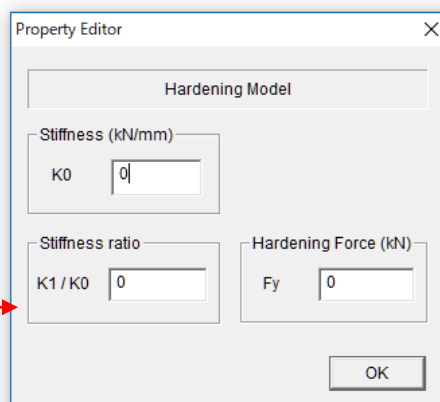 Property Editor
Hardening Model
Stiffness (kN/mm)
K0 0
Stiffness ratio Hardening Force (kN)
K1 / K0 0 Fy 0
OK